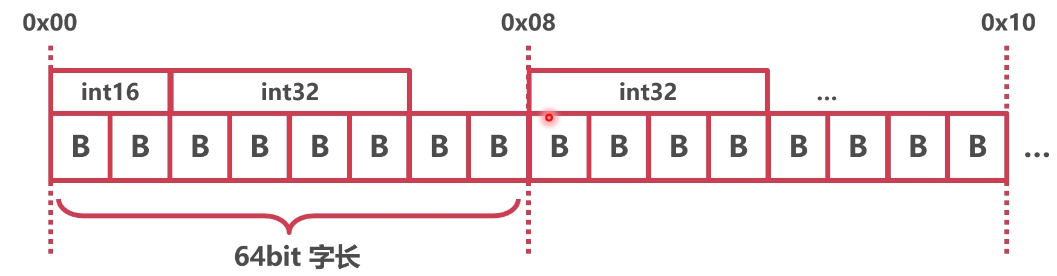 0x00 0x08 0x10
int16 int32 int32 ...
B B B B B B B B B B B B B B B B ...
64bit 字长